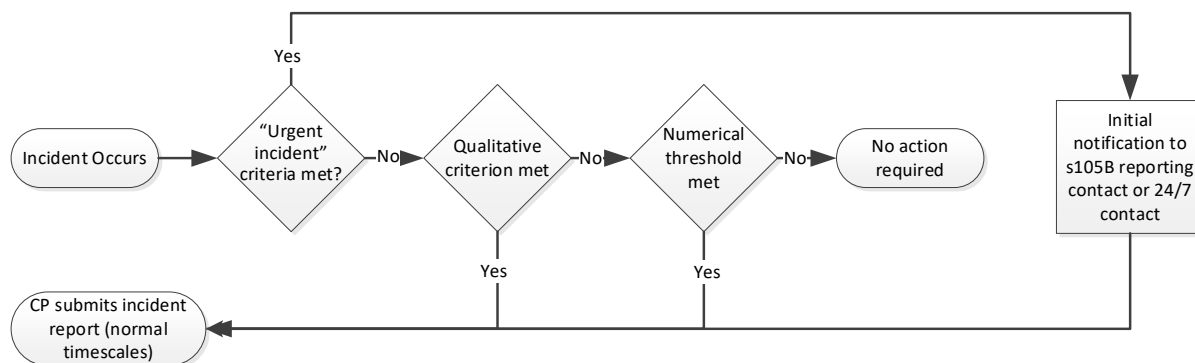 Yes
Incident Occurs
“Urgent
incident”
criteria met?
No
Qualitative
criterion met
No
Numerical
threshold
met
No
No action
required
Initial
notification to
s105B reporting
contact or 24/7
contact
Yes
Yes
CP submits incident
report (normal
timescales)